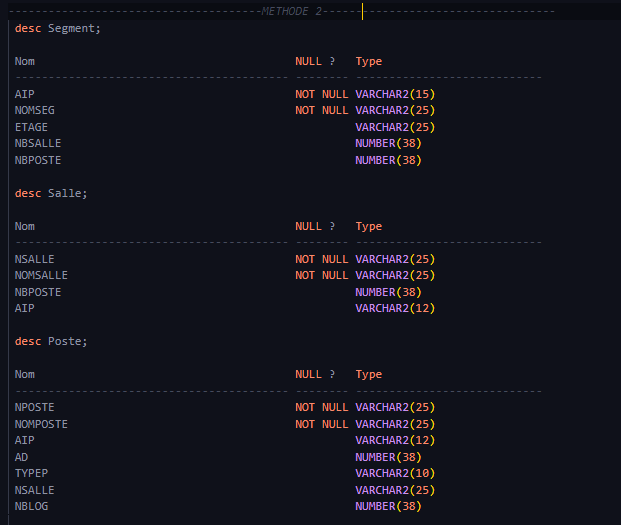 --------------------------------------METHODE 2-----------------------------------
desc Segment;
Nom NULL ? Type
----------------------------------------- -------- ----------------------------
AIP NOT NULL VARCHAR2(15)
NOMSEG NOT NULL VARCHAR2(25)
ETAGE VARCHAR2(25)
NBSALLE NUMBER(38)
NBPOSTE NUMBER(38)
desc Salle;
Nom NULL ? Type
----------------------------------------- -------- ----------------------------
NSALLE NOT NULL VARCHAR2(25)
NOMSALLE NOT NULL VARCHAR2(25)
NBPOSTE NUMBER(38)
AIP VARCHAR2(12)
desc Poste;
Nom NULL ? Type
----------------------------------------- -------- ----------------------------
NPOSTE NOT NULL VARCHAR2(25)
NOMPOSTE NOT NULL VARCHAR2(25)
AIP VARCHAR2(12)
AD NUMBER(38)
TYPEP VARCHAR2(10)
NSALLE VARCHAR2(25)
NBLOG NUMBER(38)